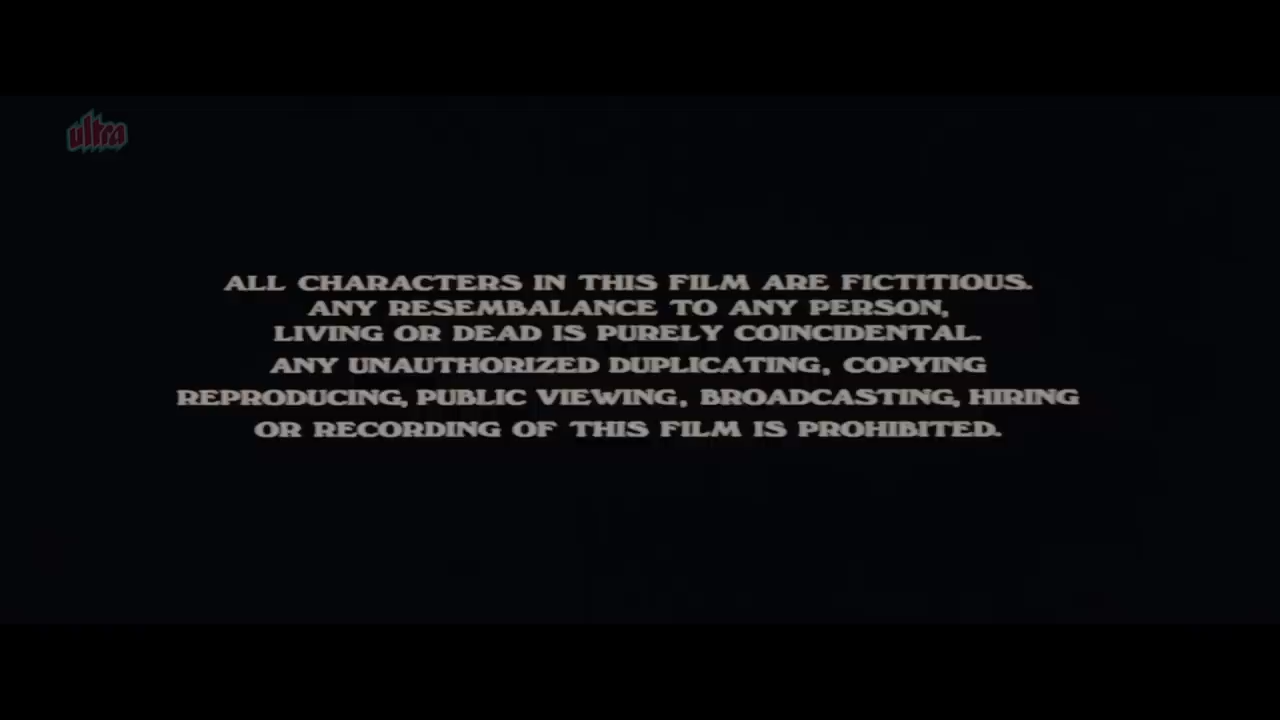 ultra
ALL CHARACTERS IN THIS FILM ARE FICTITIOUS.
ANY RESEMBALANCE TO ANY PERSON,
LIVING OR DEAD IS PURELY COINCIDENTAL.
ANY UNAUTHORIZED DUPLICATING, COPYING
REPRODUCING, PUBLIC VIEWING, BROADCASTING, HIRING
OR RECORDING OF THIS FILM IS PROHIBITED.